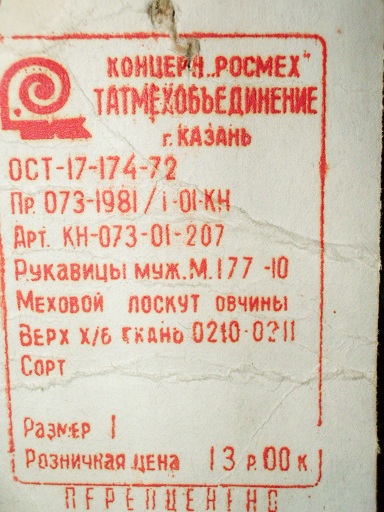 КОНЦЕРН „РОСМЕХ"
ТАТМЕХОБЪЕДИНЕНИЕ
г. КАЗАНЬ
ОСТ-17-174-72
Пр. 073-1981/1-01-КН
Арт. КН-073-01-207
Рукавицы муж. М.177-10
Меховой лоскут овчины
Верх х/б ткань 0210-0211
Сорт
Размер 1
Розничная цена 13 р.00 к
ПЕРЕОЦЕНЕНО